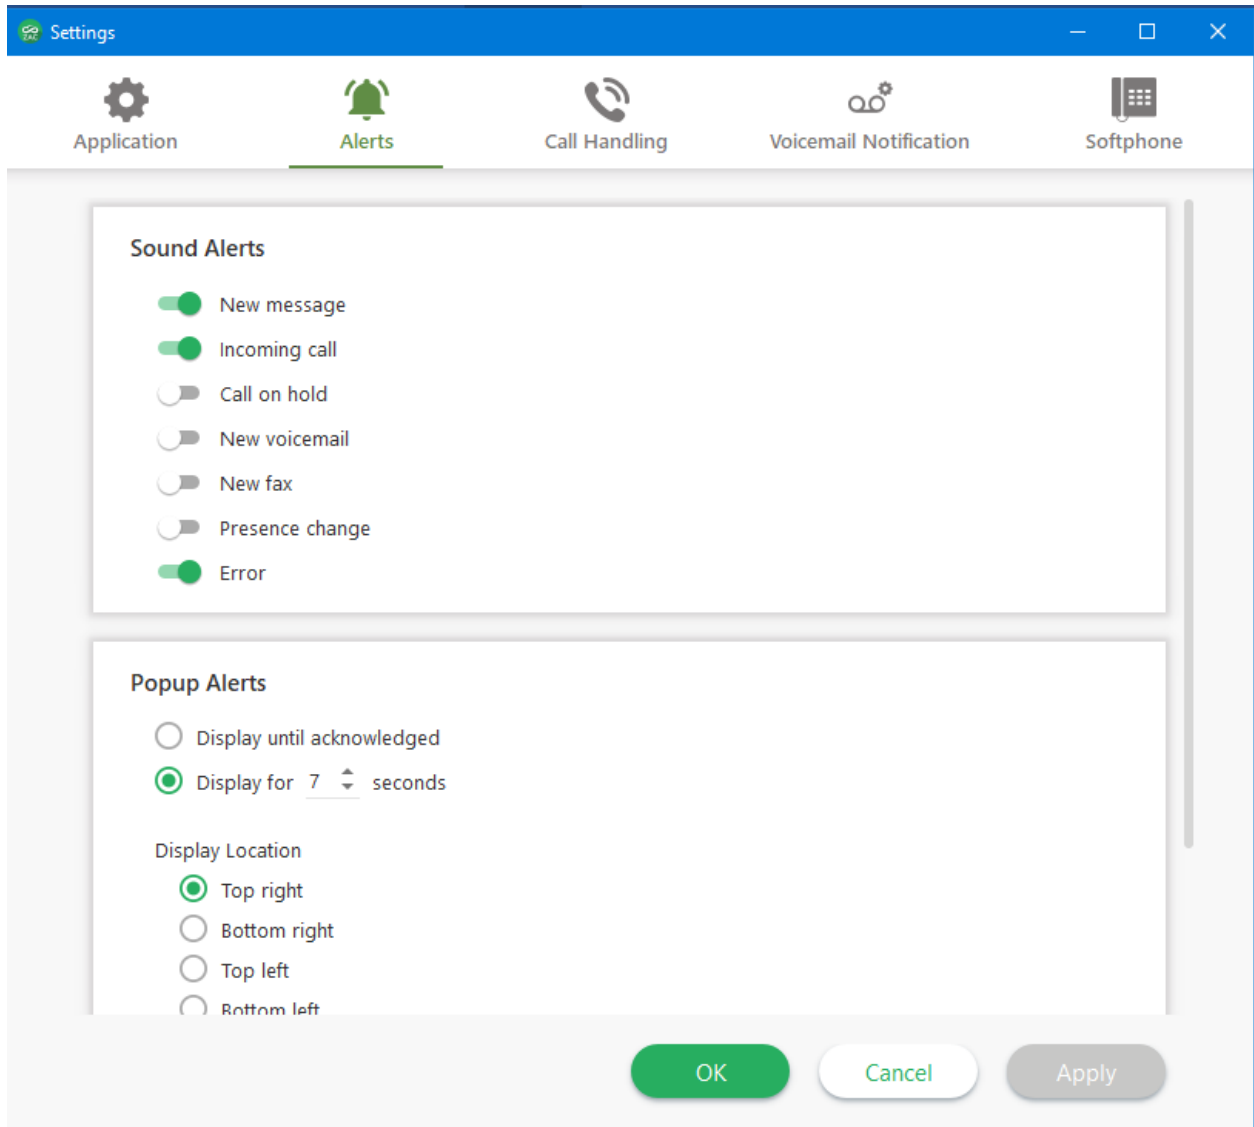 ZAC Settings
Application Alerts Call Handling Voicemail Notification Softphone
Sound Alerts
New message
Incoming call
Call on hold
New voicemail
New fax
Presence change
Error
Popup Alerts
Display until acknowledged
Display for 7 seconds
Display Location
Top right
Bottom right
Top left
Bottom left
OK Cancel Apply